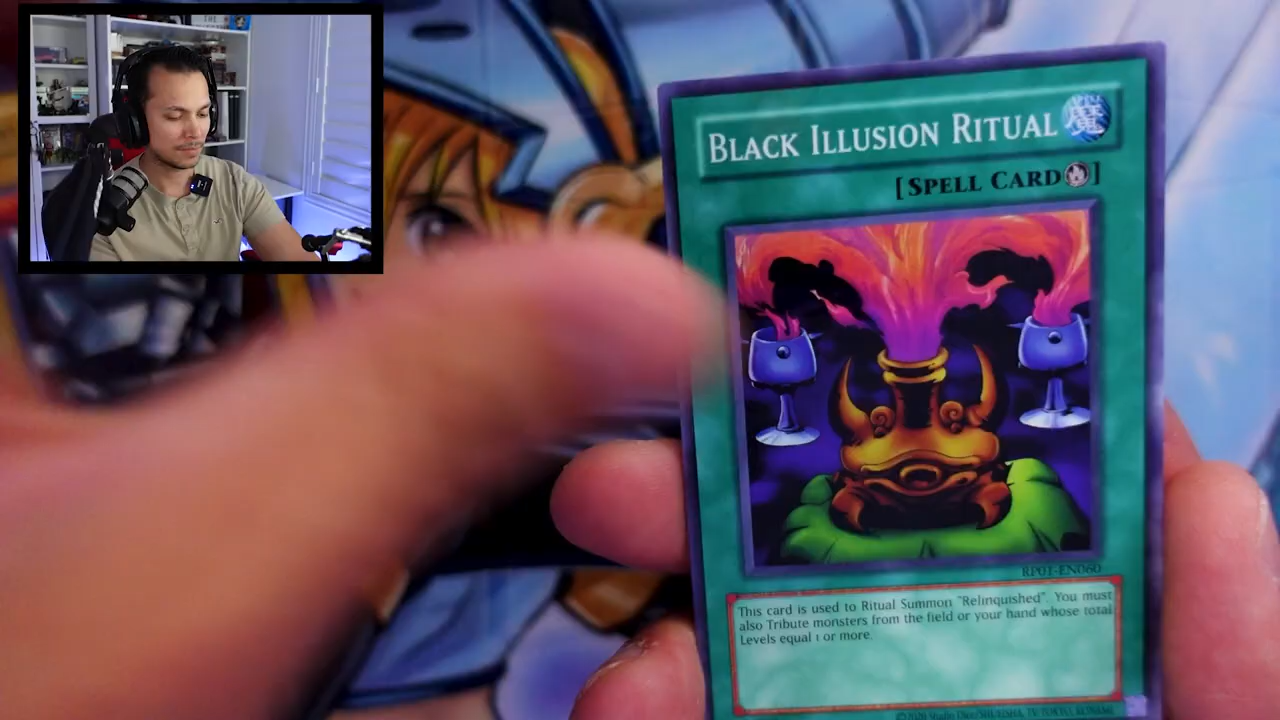 BLACK ILLUSION RITUAL 魔
[SPELL CARD]
RP01-EN060
This card is used to Ritual Summon "Relinquished". You must
also Tribute monsters from the field or your hand whose total
Levels equal 1 or more.